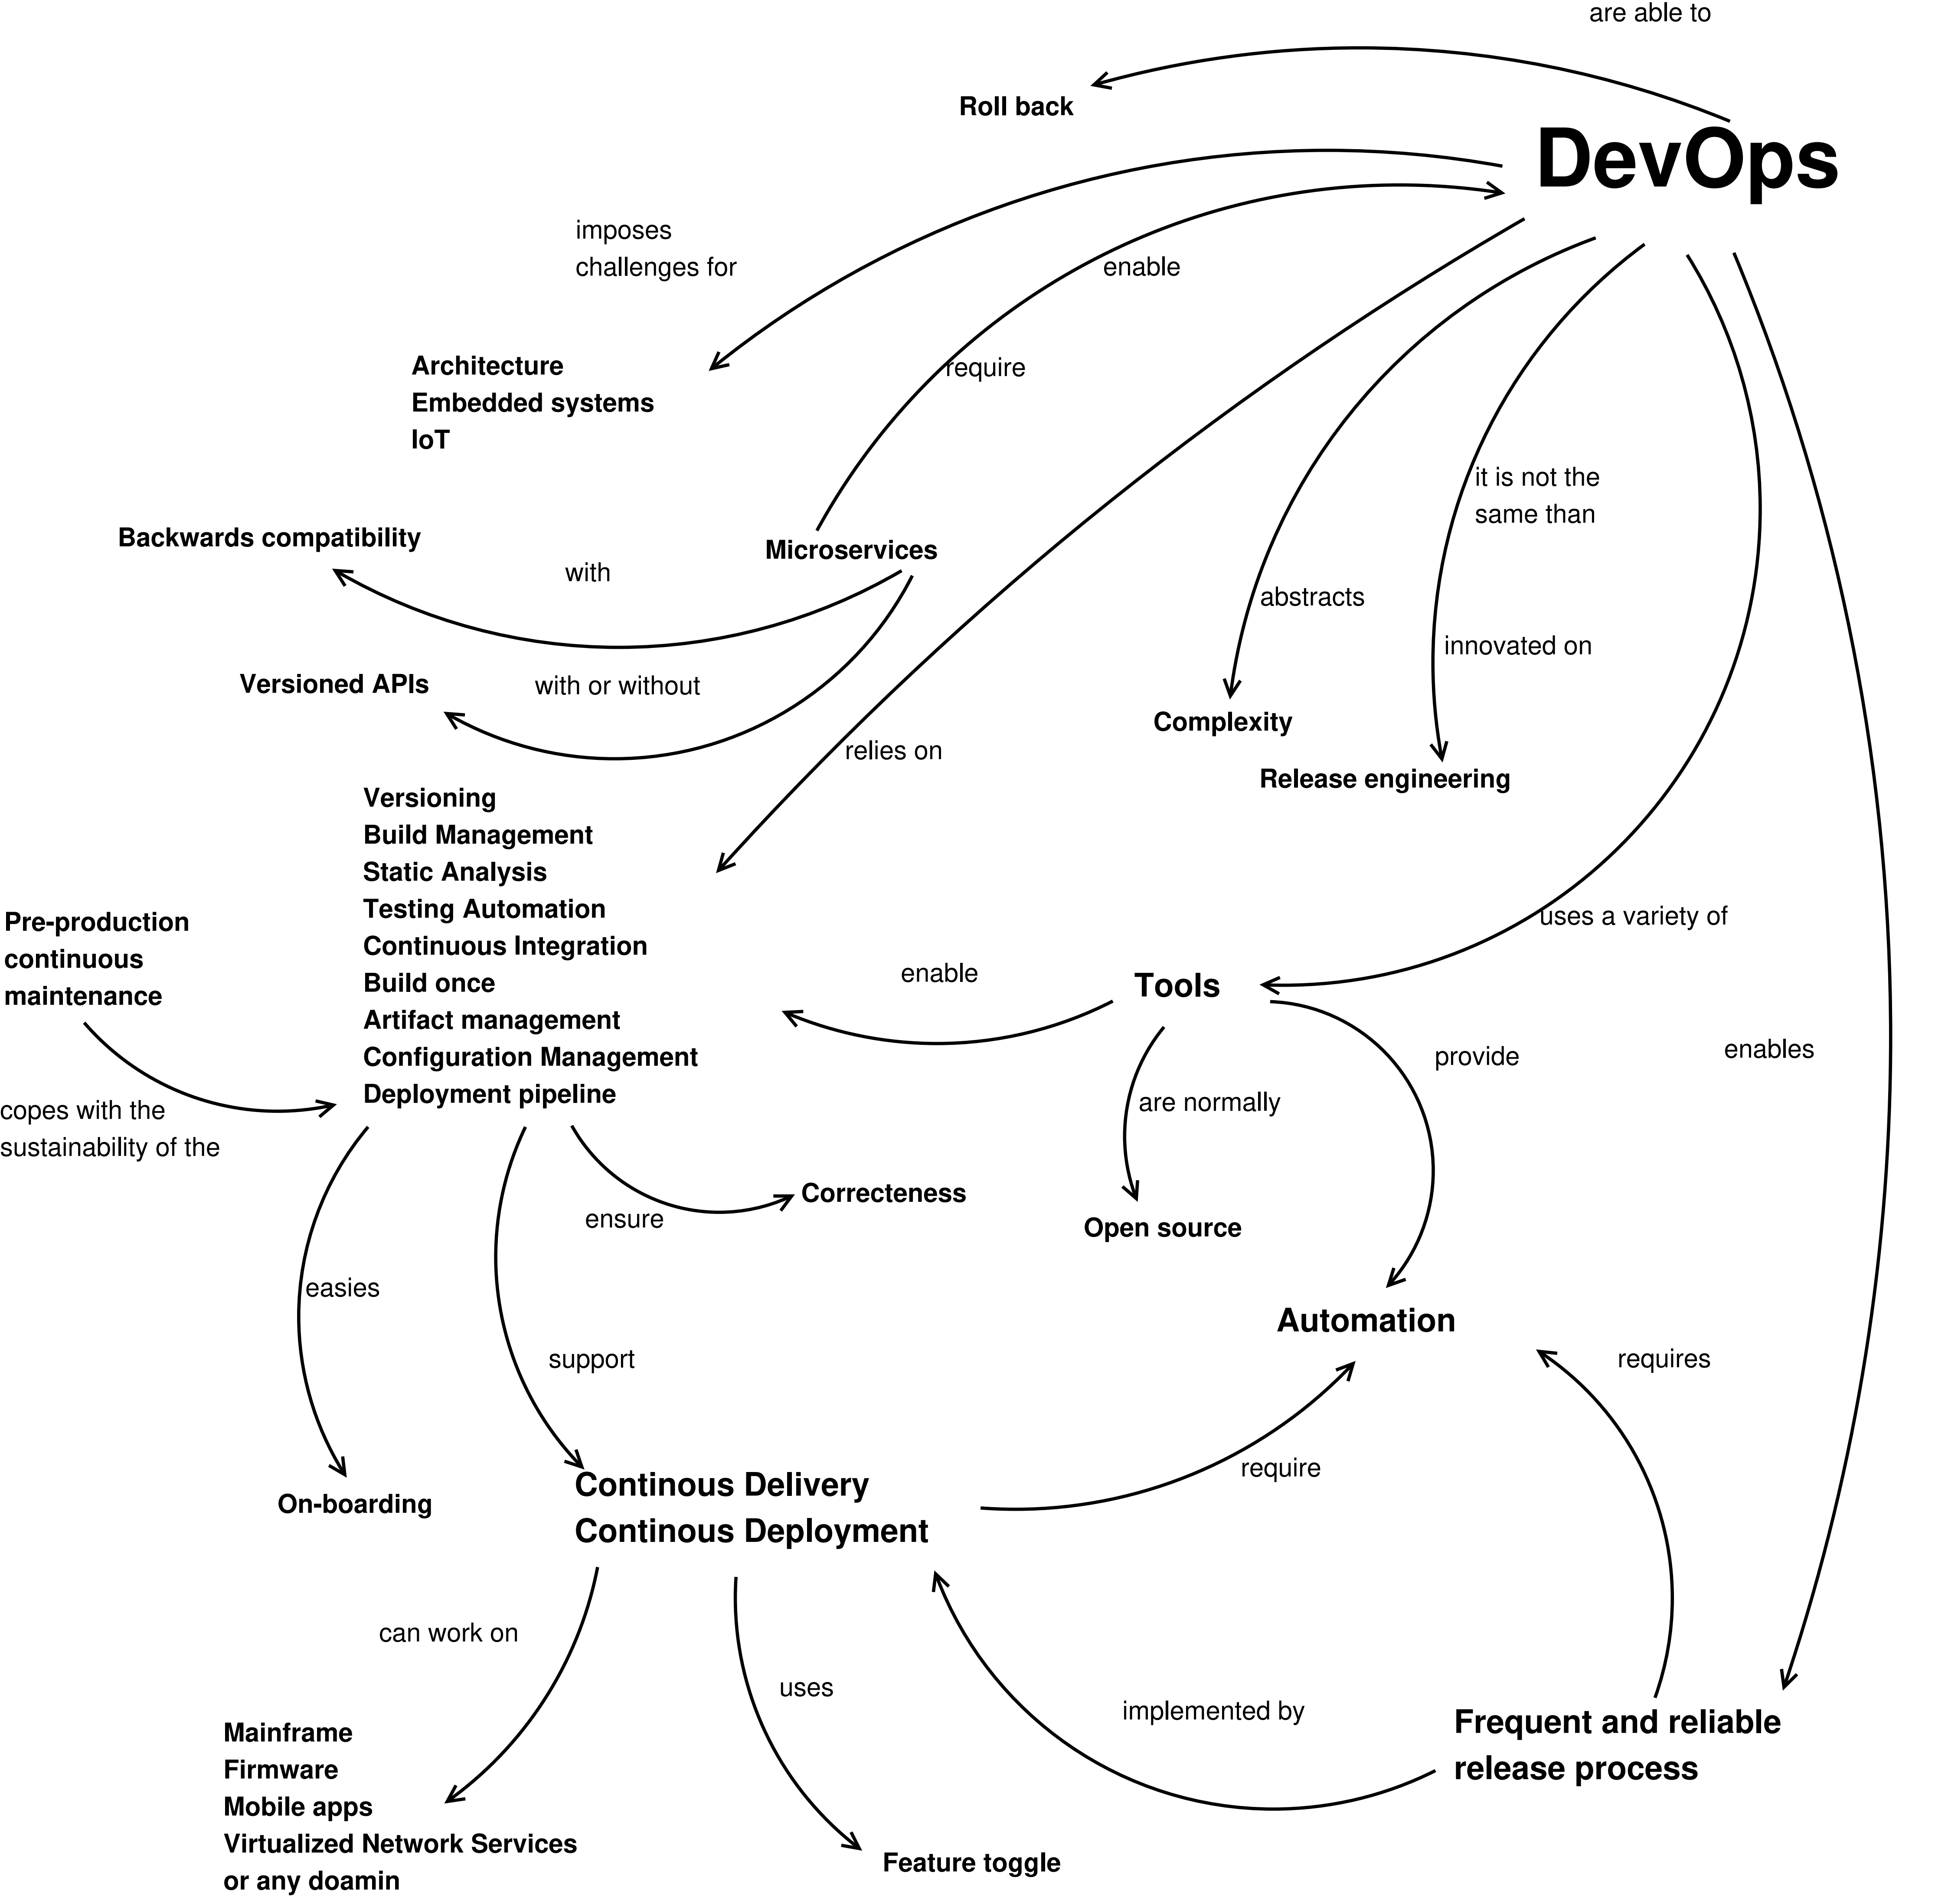 are able to
Roll back
DevOps
imposes
challenges for
enable
require
Architecture
Embedded systems
IoT
it is not the
same than
Backwards compatibility
with
Microservices
abstracts
innovated on
Versioned APIs
with or without
Complexity
relies on
Release engineering
Versioning
Build Management
Static Analysis
Testing Automation
Continuous Integration
Build once
Artifact management
Configuration Management
Deployment pipeline
Pre-production
continuous
maintenance
uses a variety of
enable
Tools
provide
enables
copes with the
sustainability of the
are normally
Correcteness
ensure
Open source
easies
Automation
support
requires
require
On-boarding
Continous Delivery
Continous Deployment
can work on
uses
implemented by
Frequent and reliable
release process
Mainframe
Firmware
Mobile apps
Virtualized Network Services
or any doamin
Feature toggle